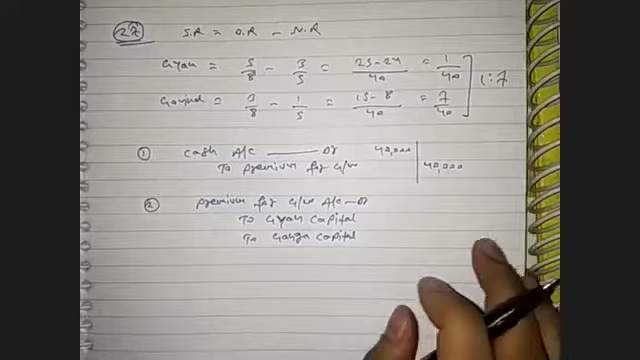 27 S.R = O.R - N.R
Gyan = 5/8 - 3/5 = 25-24/40 = 1/40
1:7
Govind = 3/8 - 1/5 = 15-8/40 = 7/40
① Cash A/c ——— Dr 40,000
To premium for G/w 40,000
② premium for G/w A/c — Dr
To Gyan Capital
To Ganga Capital